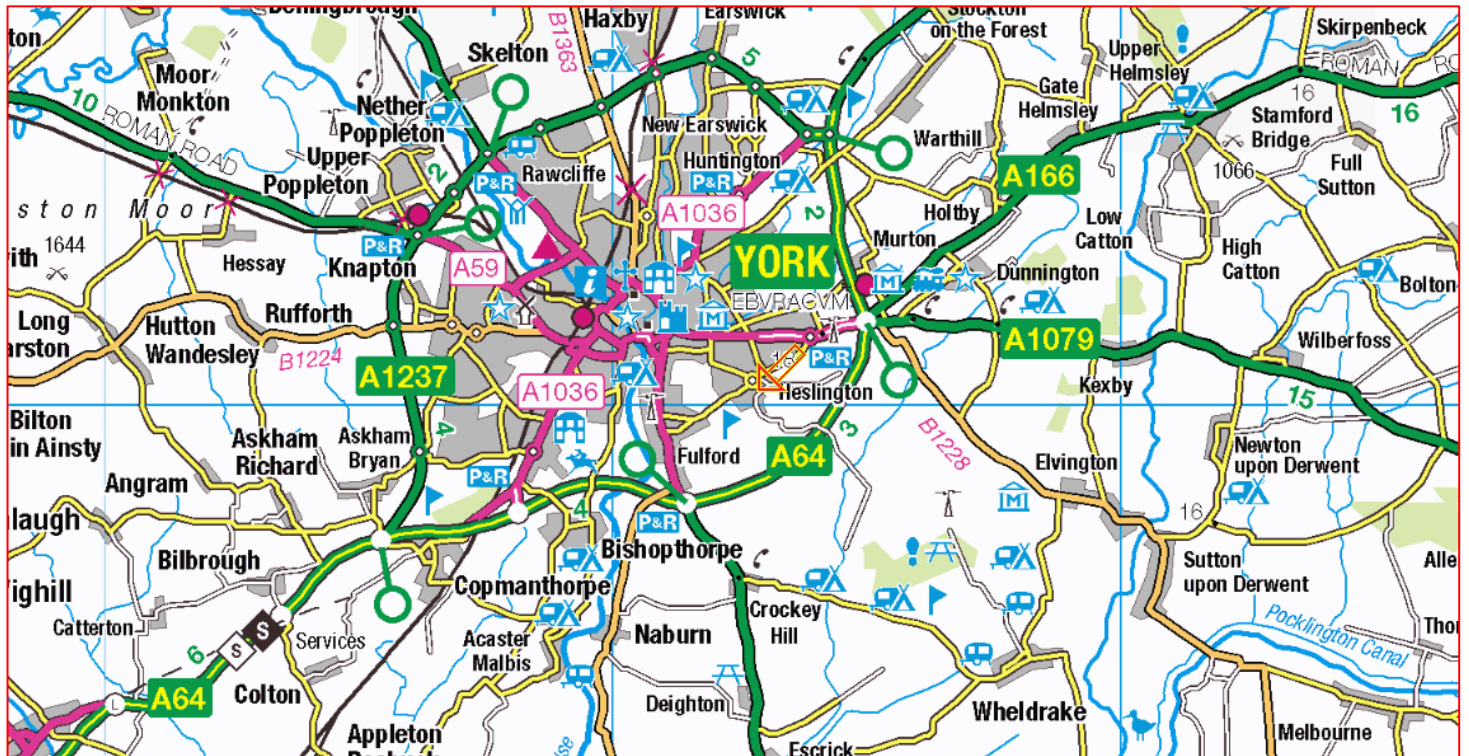 Haxby
Earswick
Stockton
on the Forest
Skirpenbeck
B1363
Skelton
5
Upper
Helmsley
ROMAN
Moor
Monkton
10
ROMAN ROAD
Nether
Poppleton
Gate
Helmsley
16
16
Stamford
Bridge
New Earswick
Warthill
Upper
Poppleton
2
P&R
Rawcliffe
Huntington
P&R
A166
1066
Full
Sutton
ston Moor
1644
A1036
2
Holtby
Low
Catton
P&R
Knapton
Hessay
A59
YORK
Murton
High
Catton
i
Dunnington
M
Bolton
EBVRACVM
M
Long
Marston
Hutton
Wandesley
Rufforth
B1224
A1079
Wilberfoss
P&R
18
A1237
A1036
Heslington
Kexby
15
Bilton
in Ainsty
Askham
Richard
Askham
Bryan
4
Fulford
A64
3
B1228
Elvington
Newton
upon Derwent
Angram
P&R
4
P&R
M
16
Bilbrough
Bishopthorpe
Sutton
upon Derwent
Copmanthorpe
Catterton
S
S
Services
Crockey
Hill
6
Acaster
Malbis
Naburn
Pocklington Canal
A64
L
Colton
Deighton
Wheldrake
Appleton
Melbourne
Escrick